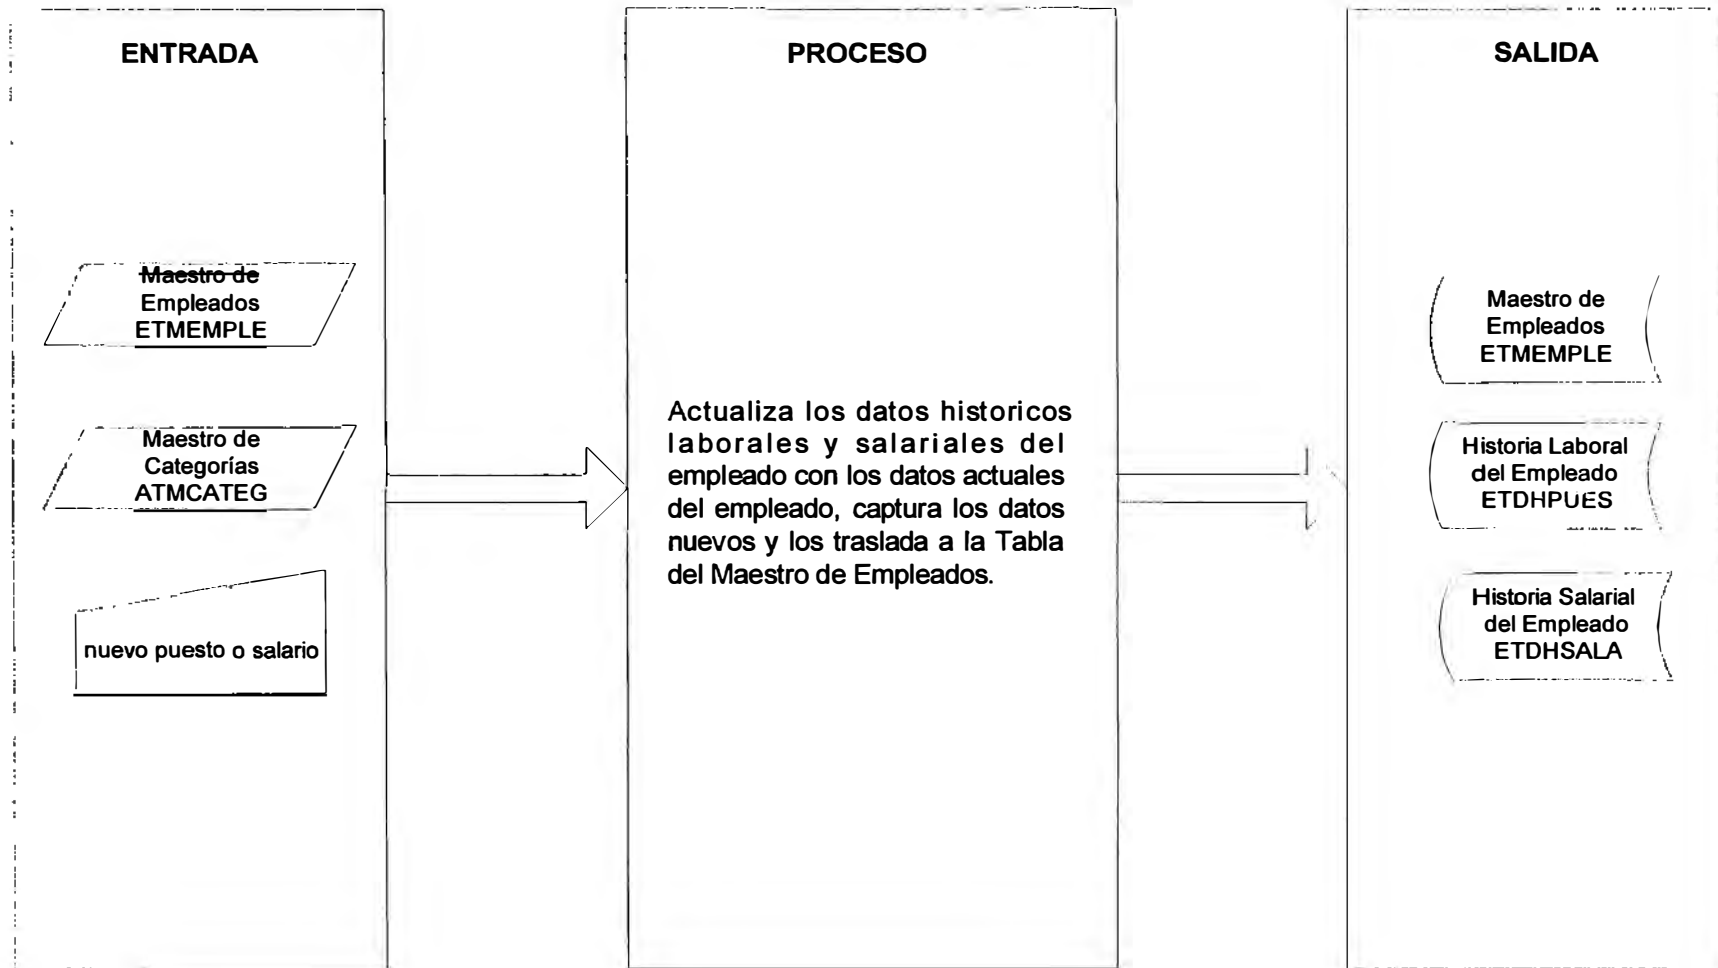 ENTRADA
Maestro de
Empleados
ETMEMPLE
Maestro de
Categorías
ATMCATEG
nuevo puesto o salario
PROCESO
Actualiza los datos historicos
laborales y salariales del
empleado con los datos actuales
del empleado, captura los datos
nuevos y los traslada a la Tabla
del Maestro de Empleados.
SALIDA
Maestro de
Empleados
ETMEMPLE
Historia Laboral
del Empleado
ETDHPUES
Historia Salarial
del Empleado
ETDHSALA